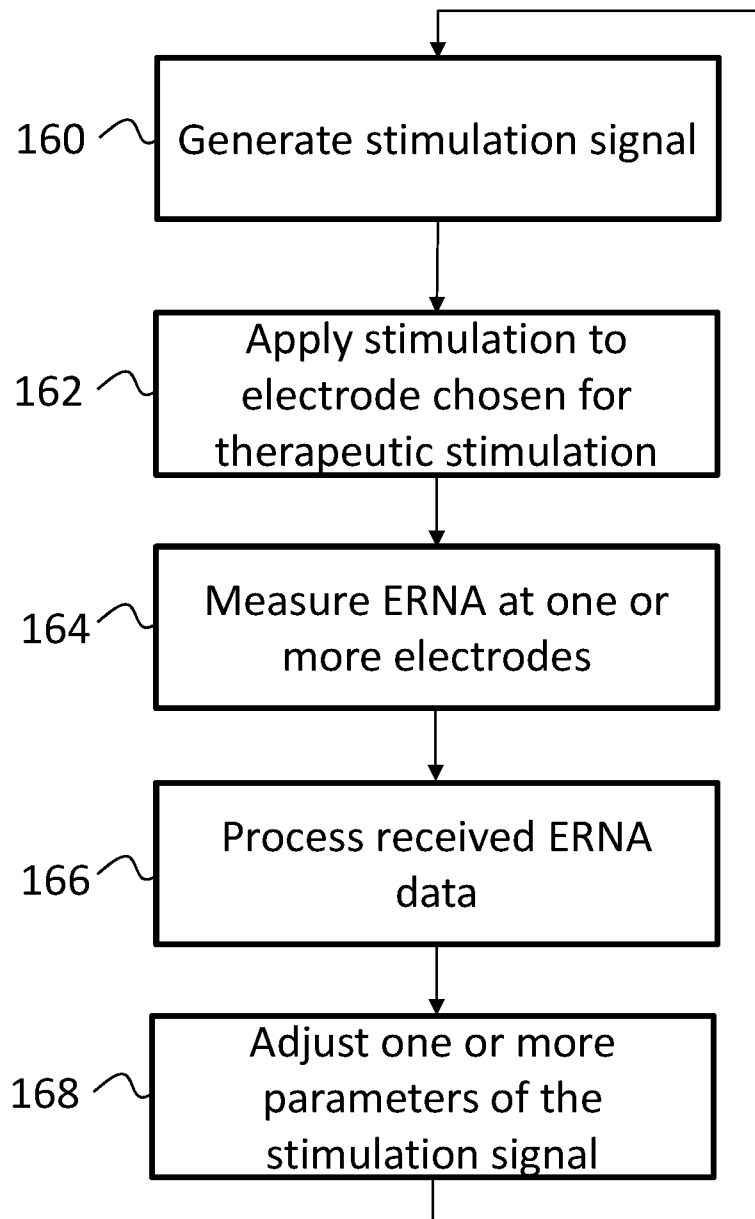 160
Generate stimulation signal
162
Apply stimulation to
electrode chosen for
therapeutic stimulation
164
Measure ERNA at one or
more electrodes
166
Process received ERNA
data
168
Adjust one or more
parameters of the
stimulation signal